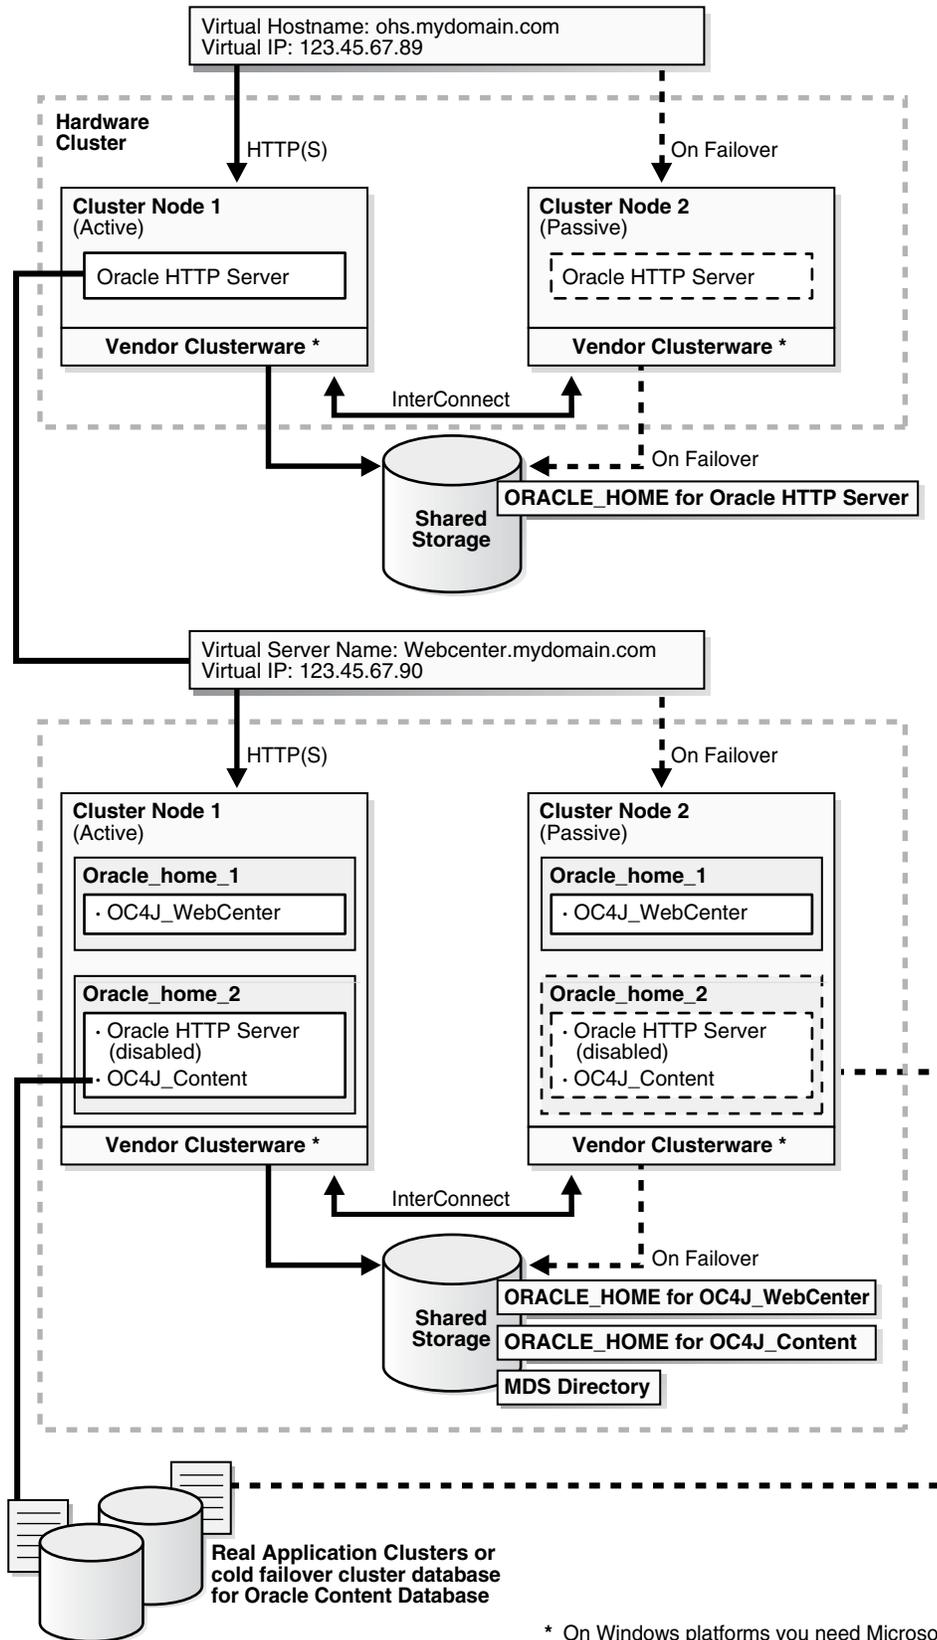 Virtual Hostname: ohs.mydomain.com
Virtual IP: 123.45.67.89
Hardware
Cluster
HTTP(S)
On Failover
Cluster Node 1
(Active)
Oracle HTTP Server
Vendor Clusterware *
Cluster Node 2
(Passive)
Oracle HTTP Server
Vendor Clusterware *
InterConnect
On Failover
Shared
Storage
ORACLE_HOME for Oracle HTTP Server
Virtual Server Name: Webcenter.mydomain.com
Virtual IP: 123.45.67.90
HTTP(S)
On Failover
Cluster Node 1
(Active)
Oracle_home_1
· OC4J_WebCenter
Oracle_home_2
· Oracle HTTP Server
(disabled)
· OC4J_Content
Vendor Clusterware *
Cluster Node 2
(Passive)
Oracle_home_1
· OC4J_WebCenter
Oracle_home_2
· Oracle HTTP Server
(disabled)
· OC4J_Content
Vendor Clusterware *
InterConnect
On Failover
Shared
Storage
ORACLE_HOME for OC4J_WebCenter
ORACLE_HOME for OC4J_Content
MDS Directory
Real Application Clusters or
cold failover cluster database
for Oracle Content Database
* On Windows platforms you need